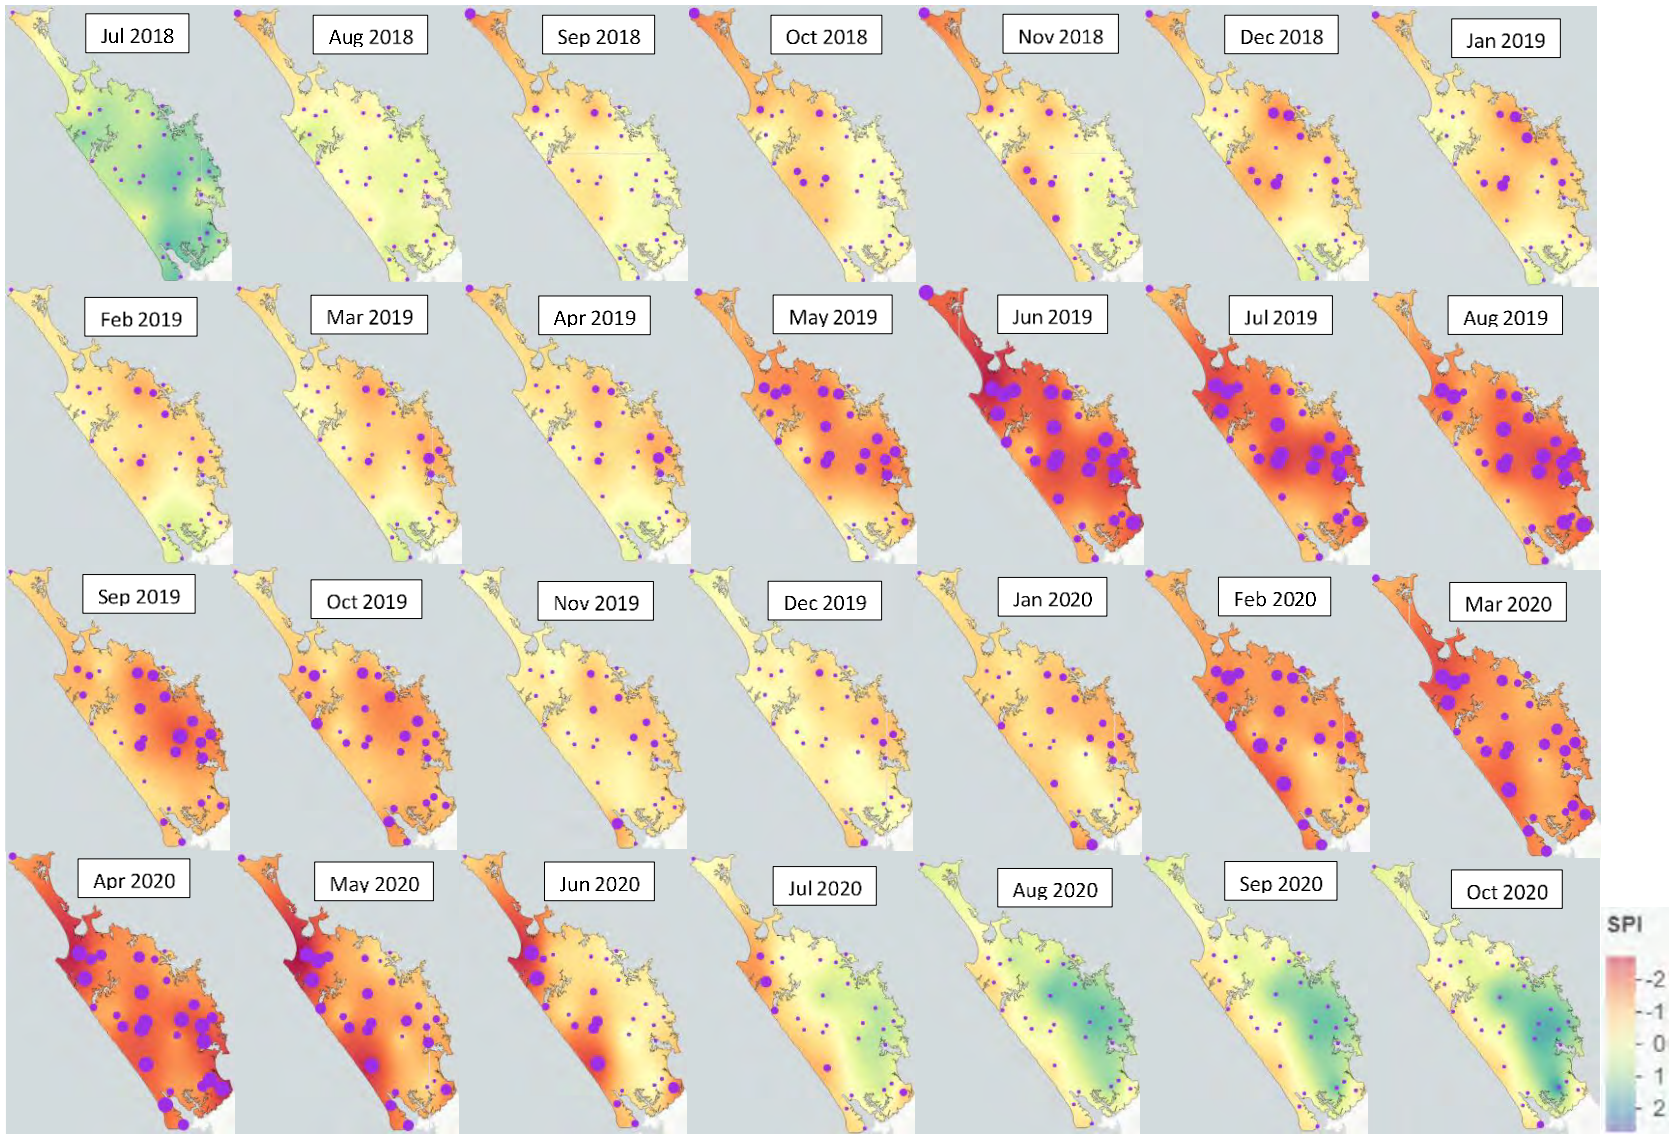 Jul 2018
Aug 2018
Sep 2018
Oct 2018
Nov 2018
Dec 2018
Jan 2019
Feb 2019
Mar 2019
Apr 2019
May 2019
Jun 2019
Jul 2019
Aug 2019
Sep 2019
Oct 2019
Nov 2019
Dec 2019
Jan 2020
Feb 2020
Mar 2020
Apr 2020
May 2020
Jun 2020
Jul 2020
Aug 2020
Sep 2020
Oct 2020
SPI
-2
-1
0
1
2